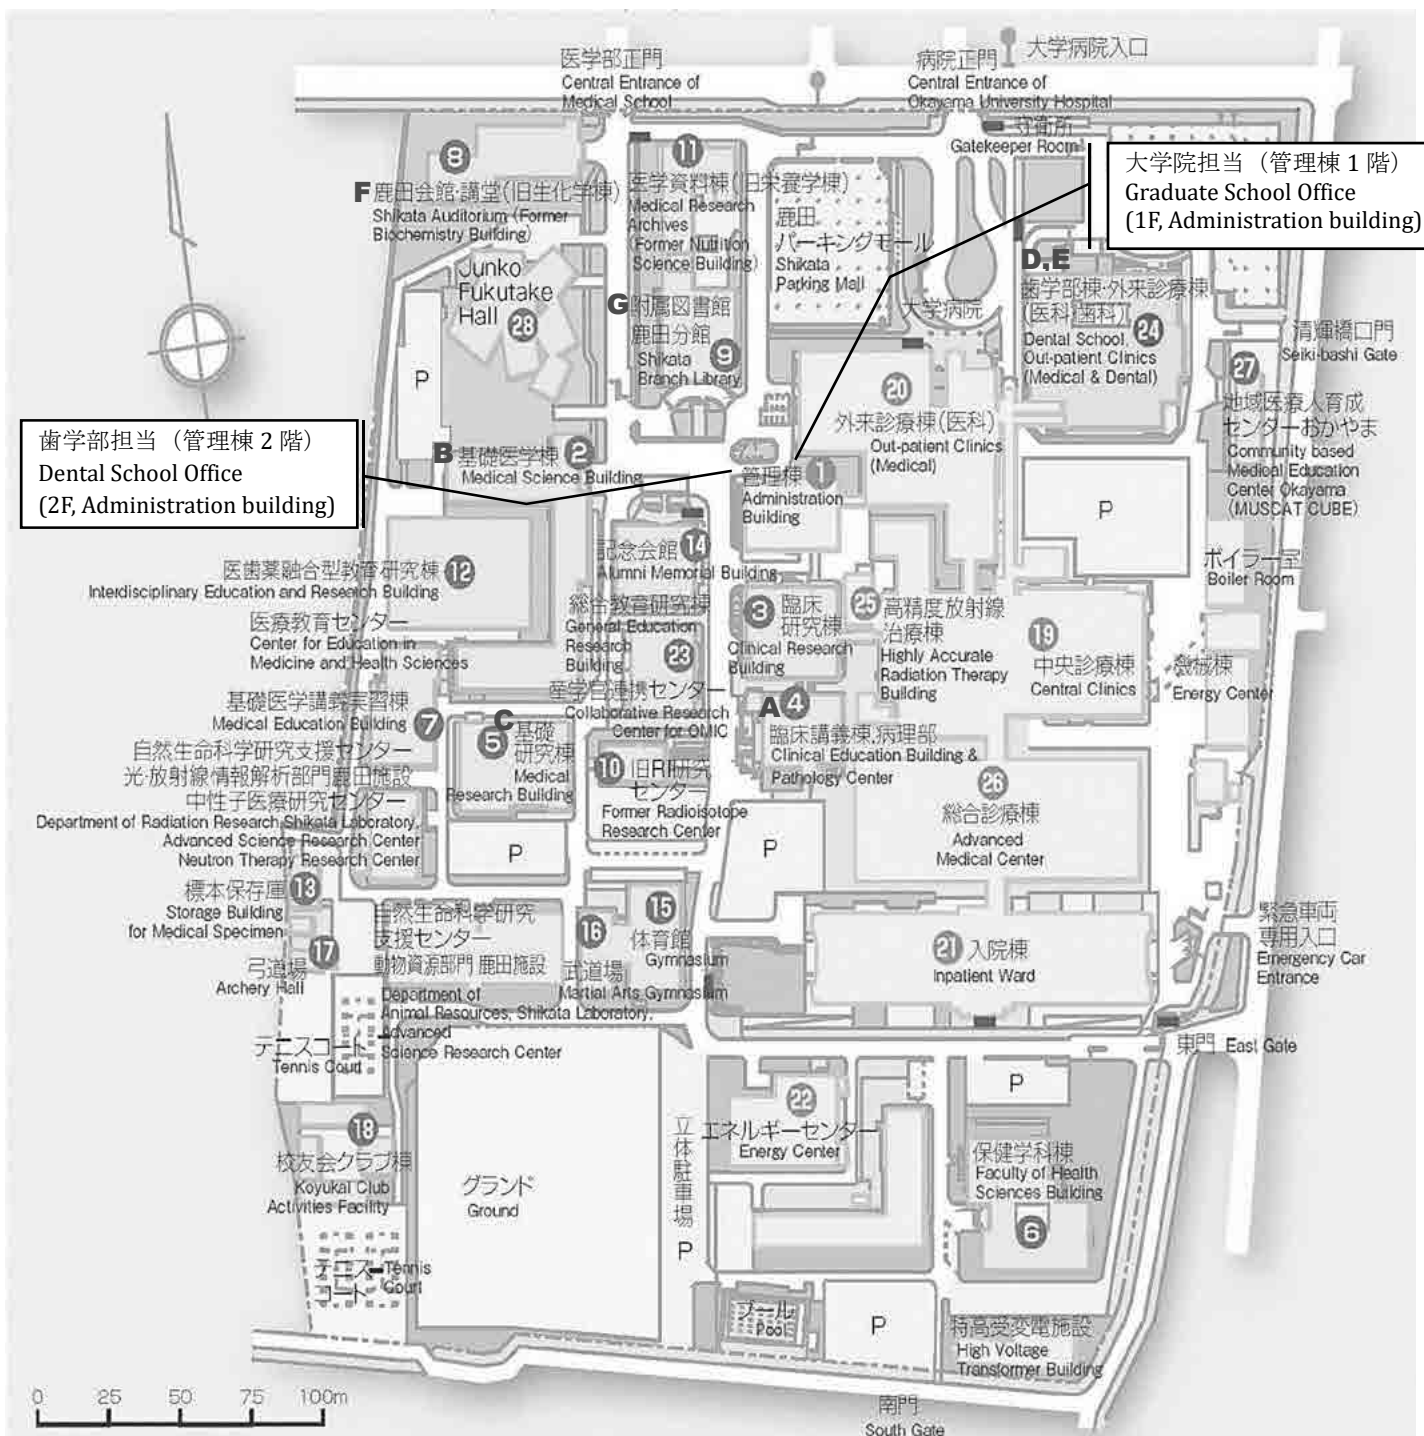 医学部正門
Central Entrance of
Medical School
病院正門
Central Entrance of
Okayama University Hospital
大学病院入口
守衛所
Gatekeeper Room
大学院担当（管理棟 1 階）
Graduate School Office
(1F, Administration building)
8
F 鹿田会館・講堂(旧生化学棟)
Shikata Auditorium (Former
Biochemistry Building)
11
医学資料棟(旧栄養学棟)
Medical Research
Archives
(Former Nutrition
Science Building)
鹿田
パーキングモール
Shikata
Parking Mall
D,E
歯学部棟・外来診療棟
(医科・歯科)
24
Dental School,
Out-patient Clinics
(Medical & Dental)
Junko
Fukutake
Hall
28
P
G 附属図書館
鹿田分館
9
Shikata
Branch Library
大学病院
清輝橋口門
Seiki-bashi Gate
27
地域医療人育成
センターおかやま
Community based
Medical Education
Center Okayama
(MUSCAT CUBE)
20
外来診療棟(医科)
Out-patient Clinics
(Medical)
歯学部担当（管理棟 2 階）
Dental School Office
(2F, Administration building)
B 基礎医学棟 2
Medical Science Building
管理棟 1
Administration
Building
P
12
医歯薬融合型教育研究棟
Interdisciplinary Education and Research Building
記念会館 14
Alumni Memorial Building
ボイラー室
Boiler Room
医療教育センター
Center for Education in
Medicine and Health Sciences
総合教育研究棟
General Education
Research
Building
23
3 臨床
研究棟
Clinical Research
Building
25 高精度放射線
治療棟
Highly Accurate
Radiation Therapy
Building
19
中央診療棟
Central Clinics
機械棟
Energy Center
基礎医学講義実習棟
Medical Education Building
7
産学官連携センター
Collaborative Research
Center for OMIC
A 4
臨床講義棟,病理部
Clinical Education Building &
Pathology Center
C
5 基礎
研究棟
Medical
Research Building
自然生命科学研究支援センター
光・放射線情報解析部門鹿田施設
中性子医療研究センター
Department of Radiation Research Shikata Laboratory,
Advanced Science Research Center
Neutron Therapy Research Center
10 旧RI研究
センター
Former Radioisotope
Research Center
26
総合診療棟
Advanced
Medical Center
P
P
13
標本保存庫
Storage Building
for Medical Specimen
17
弓道場
Archery Hall
自然生命科学研究
支援センター
動物資源部門 鹿田施設
Department of
Animal Resources, Shikata Laboratory,
Advanced
Science Research Center
16
武道場
Martial Arts Gymnasium
15
体育館
Gymnasium
21 入院棟
Inpatient Ward
緊急車両
専用入口
Emergency Car
Entrance
テニスコート
Tennis Court
東門 East Gate
P
22
エネルギーセンター
Energy Center
18
校友会クラブ棟
Koyukai Club
Activities Facility
グランド
Ground
立体駐車場
P
保健学科棟
Faculty of Health
Sciences Building
6
テニス
コート
Tennis
Court
プール
Pool
P
特高受変電施設
High Voltage
Transformer Building
0 25 50 75 100m
南門
South Gate